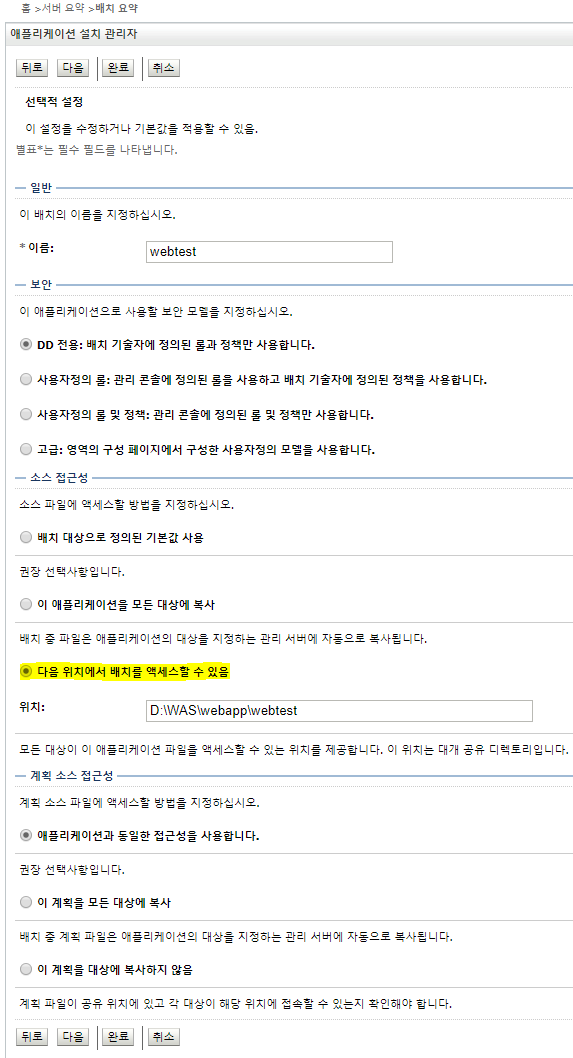 홈 >서버 요약 >배치 요약
애플리케이션 설치 관리자
뒤로 다음 완료 취소
선택적 설정
이 설정을 수정하거나 기본값을 적용할 수 있음.
별표*는 필수 필드를 나타냅니다.
일반
이 배치의 이름을 지정하십시오.
* 이름: webtest
보안
이 애플리케이션으로 사용할 보안 모델을 지정하십시오.
DD 전용: 배치 기술자에 정의된 롤과 정책만 사용합니다.
사용자정의 롤: 관리 콘솔에 정의된 롤을 사용하고 배치 기술자에 정의된 정책을 사용합니다.
사용자정의 롤 및 정책: 관리 콘솔에 정의된 롤 및 정책만 사용합니다.
고급: 영역의 구성 페이지에서 구성한 사용자정의 모델을 사용합니다.
소스 접근성
소스 파일에 액세스할 방법을 지정하십시오.
배치 대상으로 정의된 기본값 사용
권장 선택사항입니다.
이 애플리케이션을 모든 대상에 복사
배치 중 파일은 애플리케이션의 대상을 지정하는 관리 서버에 자동으로 복사됩니다.
다음 위치에서 배치를 액세스할 수 있음
위치: D:\WAS\webapp\webtest
모든 대상이 이 애플리케이션 파일을 액세스할 수 있는 위치를 제공합니다. 이 위치는 대개 공유 디렉토리입니다.
계획 소스 접근성
계획 소스 파일에 액세스할 방법을 지정하십시오.
애플리케이션과 동일한 접근성을 사용합니다.
권장 선택사항입니다.
이 계획을 모든 대상에 복사
배치 중 계획 파일은 애플리케이션의 대상을 지정하는 관리 서버에 자동으로 복사됩니다.
이 계획을 대상에 복사하지 않음
계획 파일이 공유 위치에 있고 각 대상이 해당 위치에 접속할 수 있는지 확인해야 합니다.
뒤로 다음 완료 취소